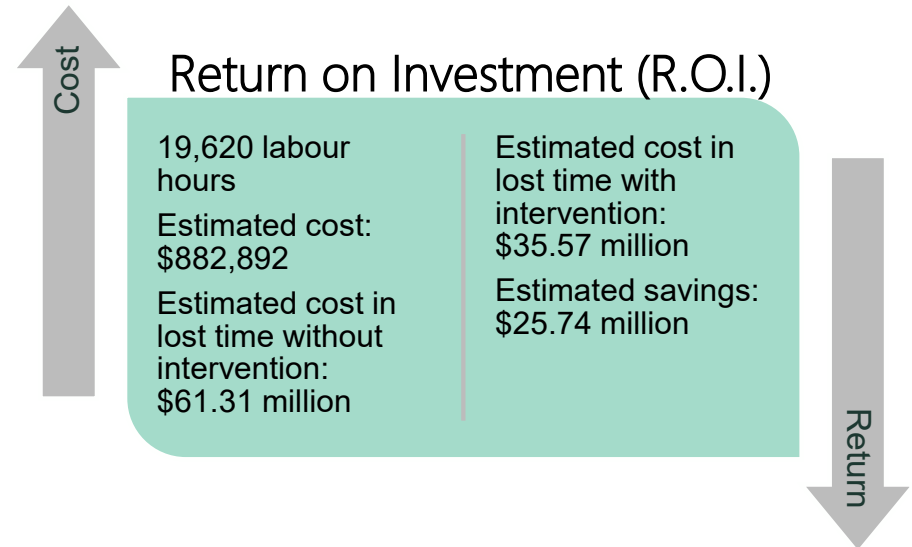 Cost
Return on Investment (R.O.I.)
19,620 labour
hours
Estimated cost:
$882,892
Estimated cost in
lost time without
intervention:
$61.31 million
Estimated cost in
lost time with
intervention:
$35.57 million
Estimated savings:
$25.74 million
Return